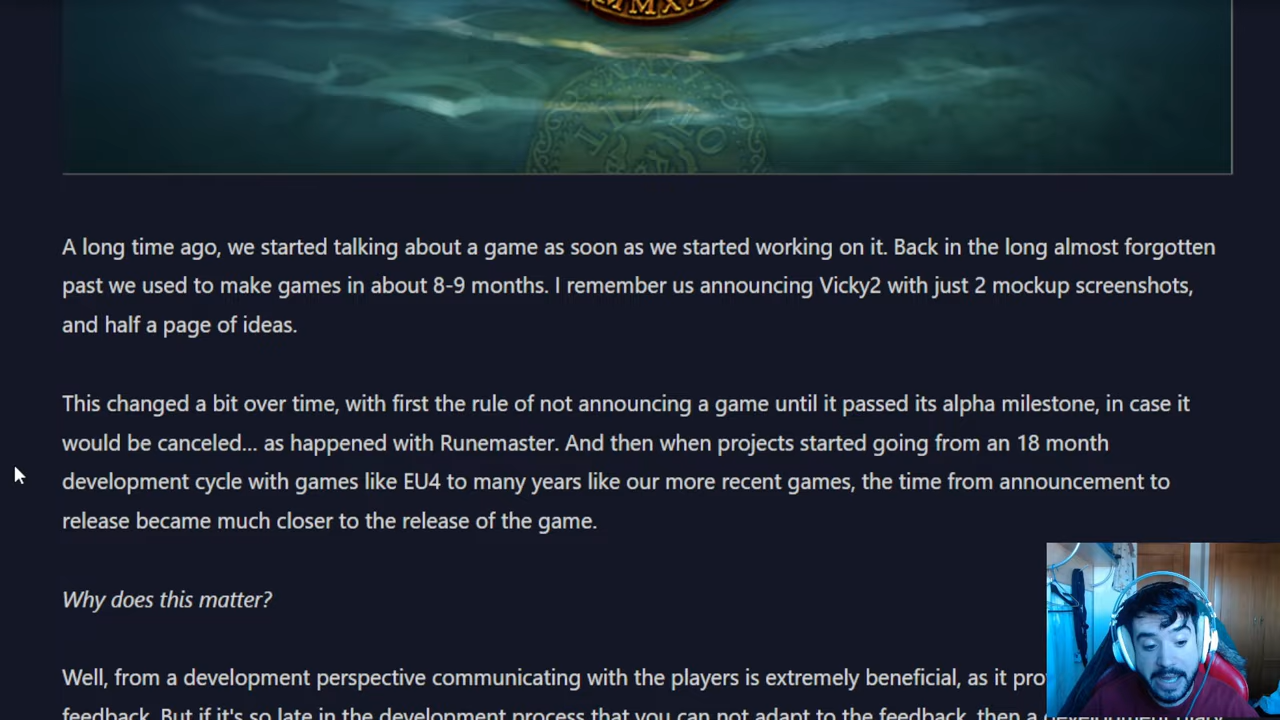 A long time ago, we started talking about a game as soon as we started working on it. Back in the long almost forgotten
past we used to make games in about 8-9 months. I remember us announcing Vicky2 with just 2 mockup screenshots,
and half a page of ideas.
This changed a bit over time, with first the rule of not announcing a game until it passed its alpha milestone, in case it
would be canceled... as happened with Runemaster. And then when projects started going from an 18 month
development cycle with games like EU4 to many years like our more recent games, the time from announcement to
release became much closer to the release of the game.
Why does this matter?
Well, from a development perspective communicating with the players is extremely beneficial, as it
feedback. But if it's so late in the development process that you can not adapt to the feedback, then a